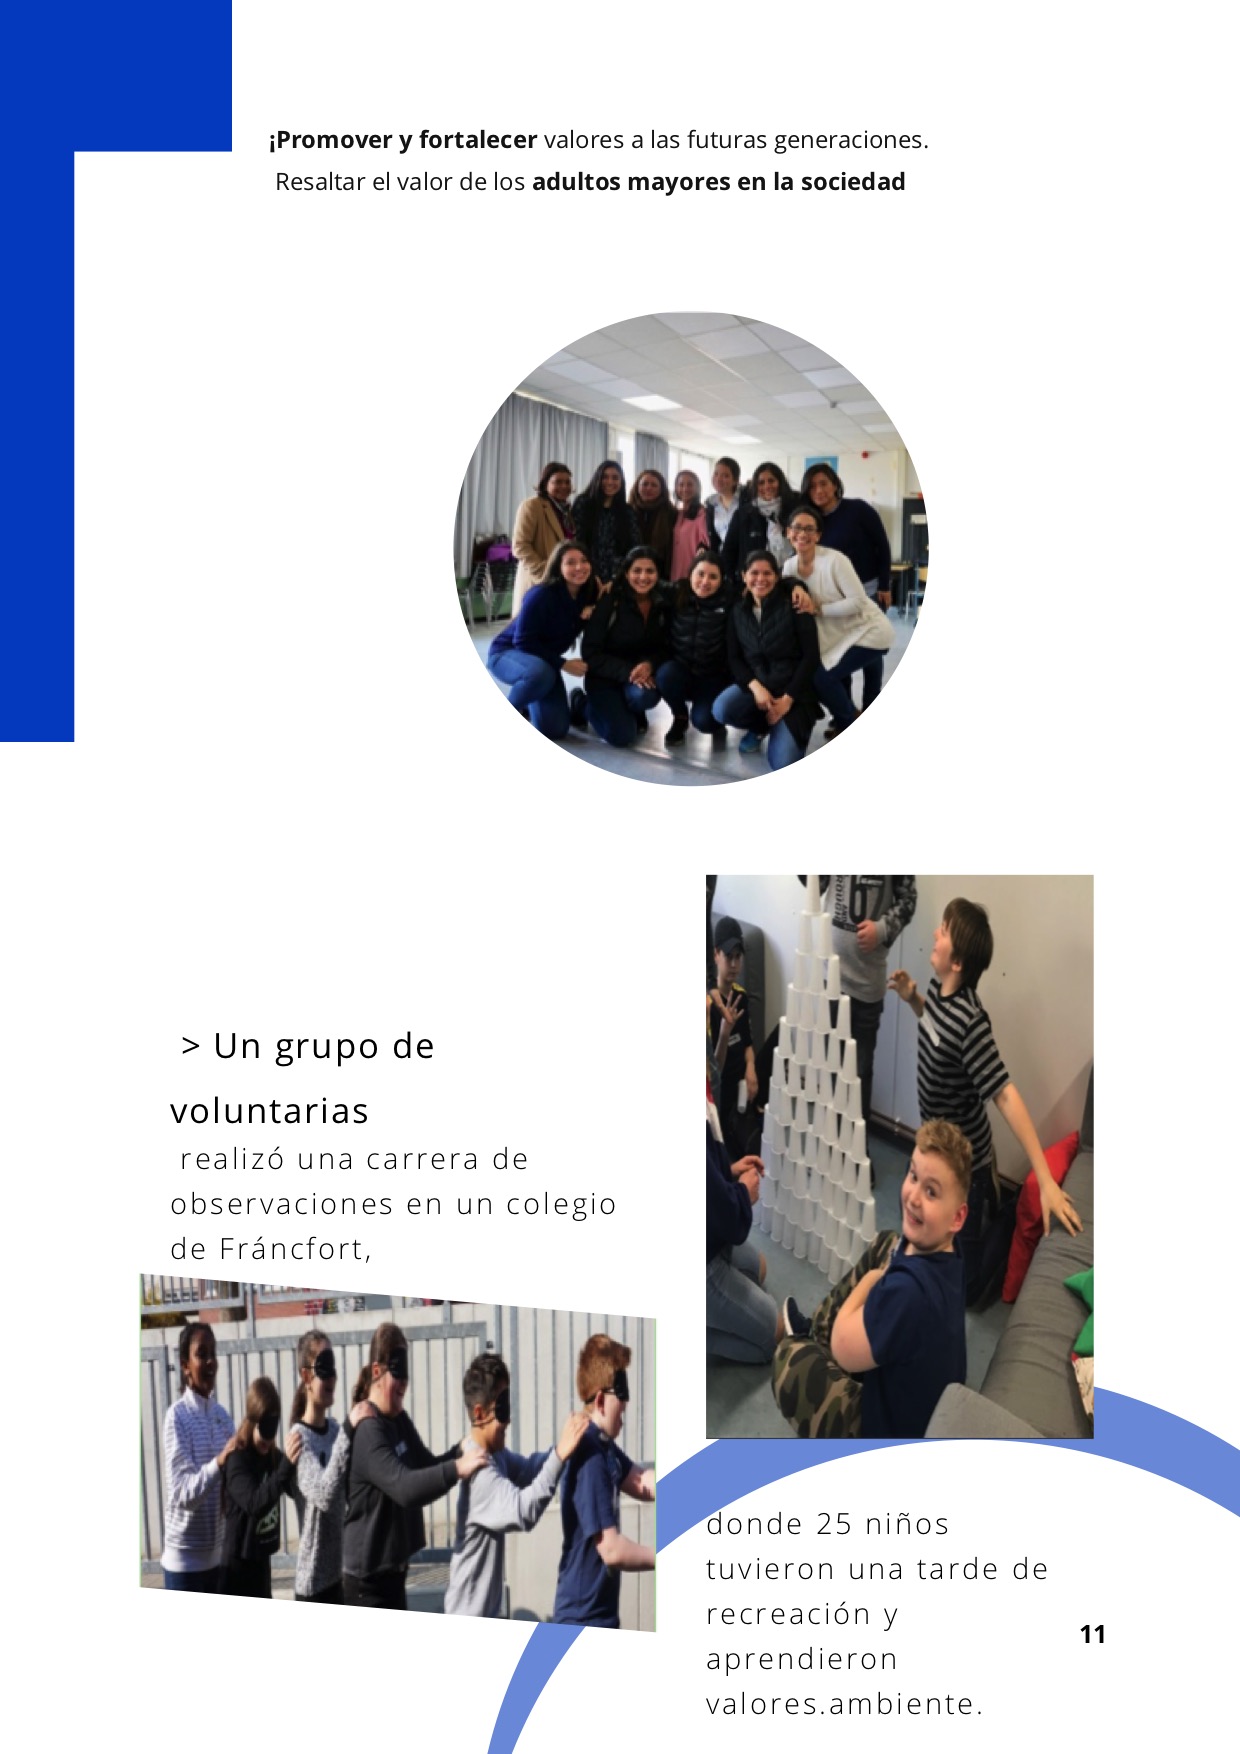 ¡Promover y fortalecer valores a las futuras generaciones.
Resaltar el valor de los adultos mayores en la sociedad
> Un grupo de
voluntarias
realizó una carrera de
observaciones en un colegio
de Fráncfort,
donde 25 niños
tuvieron una tarde de
recreación y
aprendieron
valores.ambiente.
11